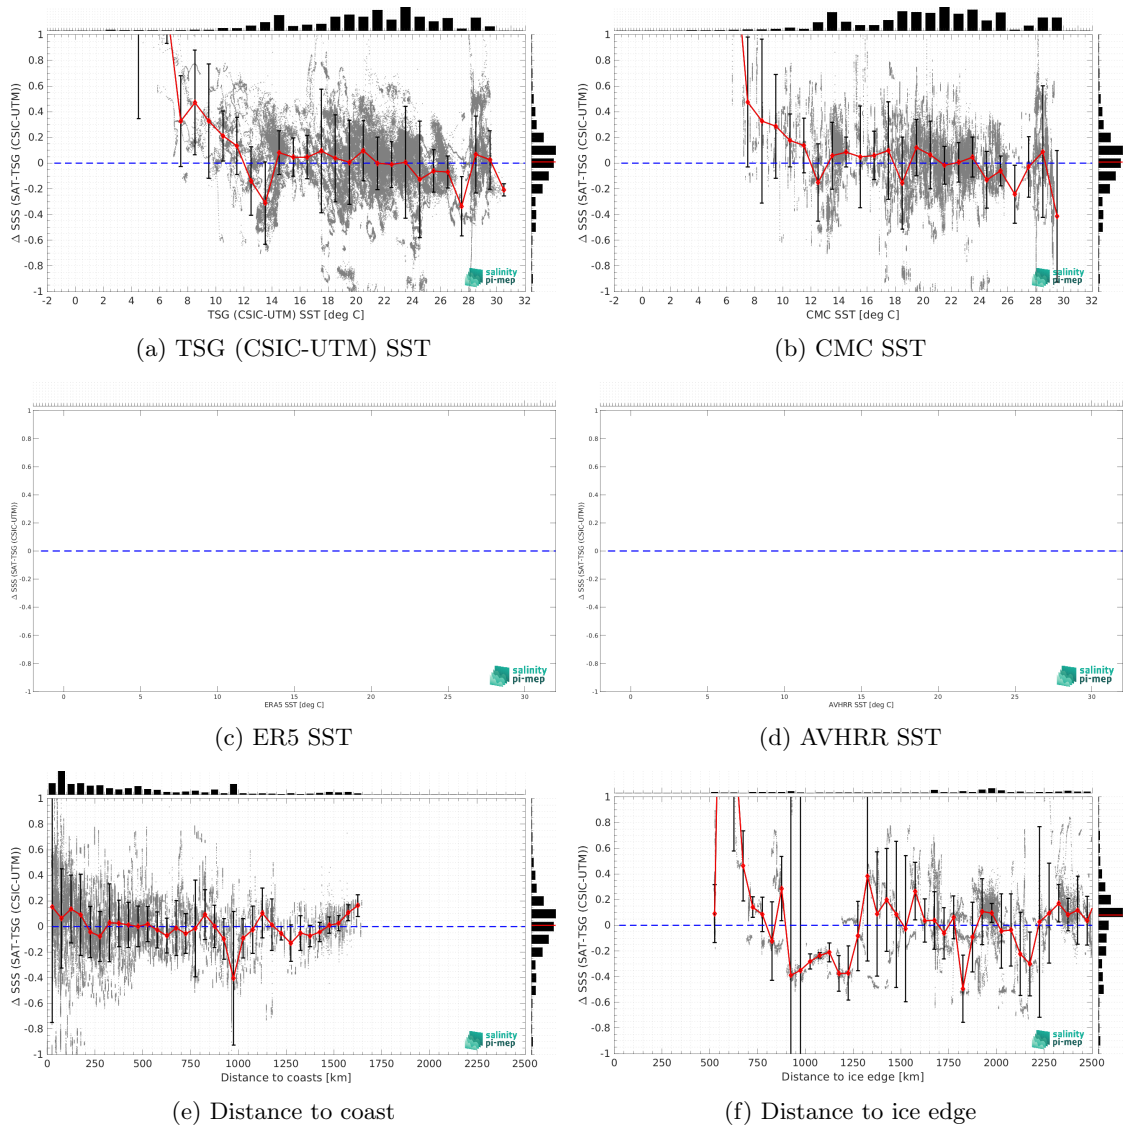 Δ SSS (SAT-TSG (CSIC-UTM))
1
0.8
0.6
0.4
0.2
0
-0.2
-0.4
-0.6
-0.8
-1
-2 0 2 4 6 8 10 12 14 16 18 20 22 24 26 28 30 32
TSG (CSIC-UTM) SST [deg C]
salinity
pi-mep
(a) TSG (CSIC-UTM) SST
Δ SSS (SAT-TSG (CSIC-UTM))
1
0.8
0.6
0.4
0.2
0
-0.2
-0.4
-0.6
-0.8
-1
-2 0 2 4 6 8 10 12 14 16 18 20 22 24 26 28 30 32
CMC SST [deg C]
salinity
pi-mep
(b) CMC SST
Δ SSS (SAT-TSG (CSIC-UTM))
1
0.8
0.6
0.4
0.2
0
-0.2
-0.4
-0.6
-0.8
-1
0 5 10 15 20 25 30
ERA5 SST [deg C]
salinity
pi-mep
(c) ER5 SST
Δ SSS (SAT-TSG (CSIC-UTM))
1
0.8
0.6
0.4
0.2
0
-0.2
-0.4
-0.6
-0.8
-1
0 5 10 15 20 25 30
AVHRR SST [deg C]
salinity
pi-mep
(d) AVHRR SST
Δ SSS (SAT-TSG (CSIC-UTM))
1
0.8
0.6
0.4
0.2
0
-0.2
-0.4
-0.6
-0.8
-1
0 250 500 750 1000 1250 1500 1750 2000 2250 2500
Distance to coasts [km]
salinity
pi-mep
(e) Distance to coast
Δ SSS (SAT-TSG (CSIC-UTM))
1
0.8
0.6
0.4
0.2
0
-0.2
-0.4
-0.6
-0.8
-1
0 250 500 750 1000 1250 1500 1750 2000 2250 2500
Distance to ice edge [km]
salinity
pi-mep
(f) Distance to ice edge